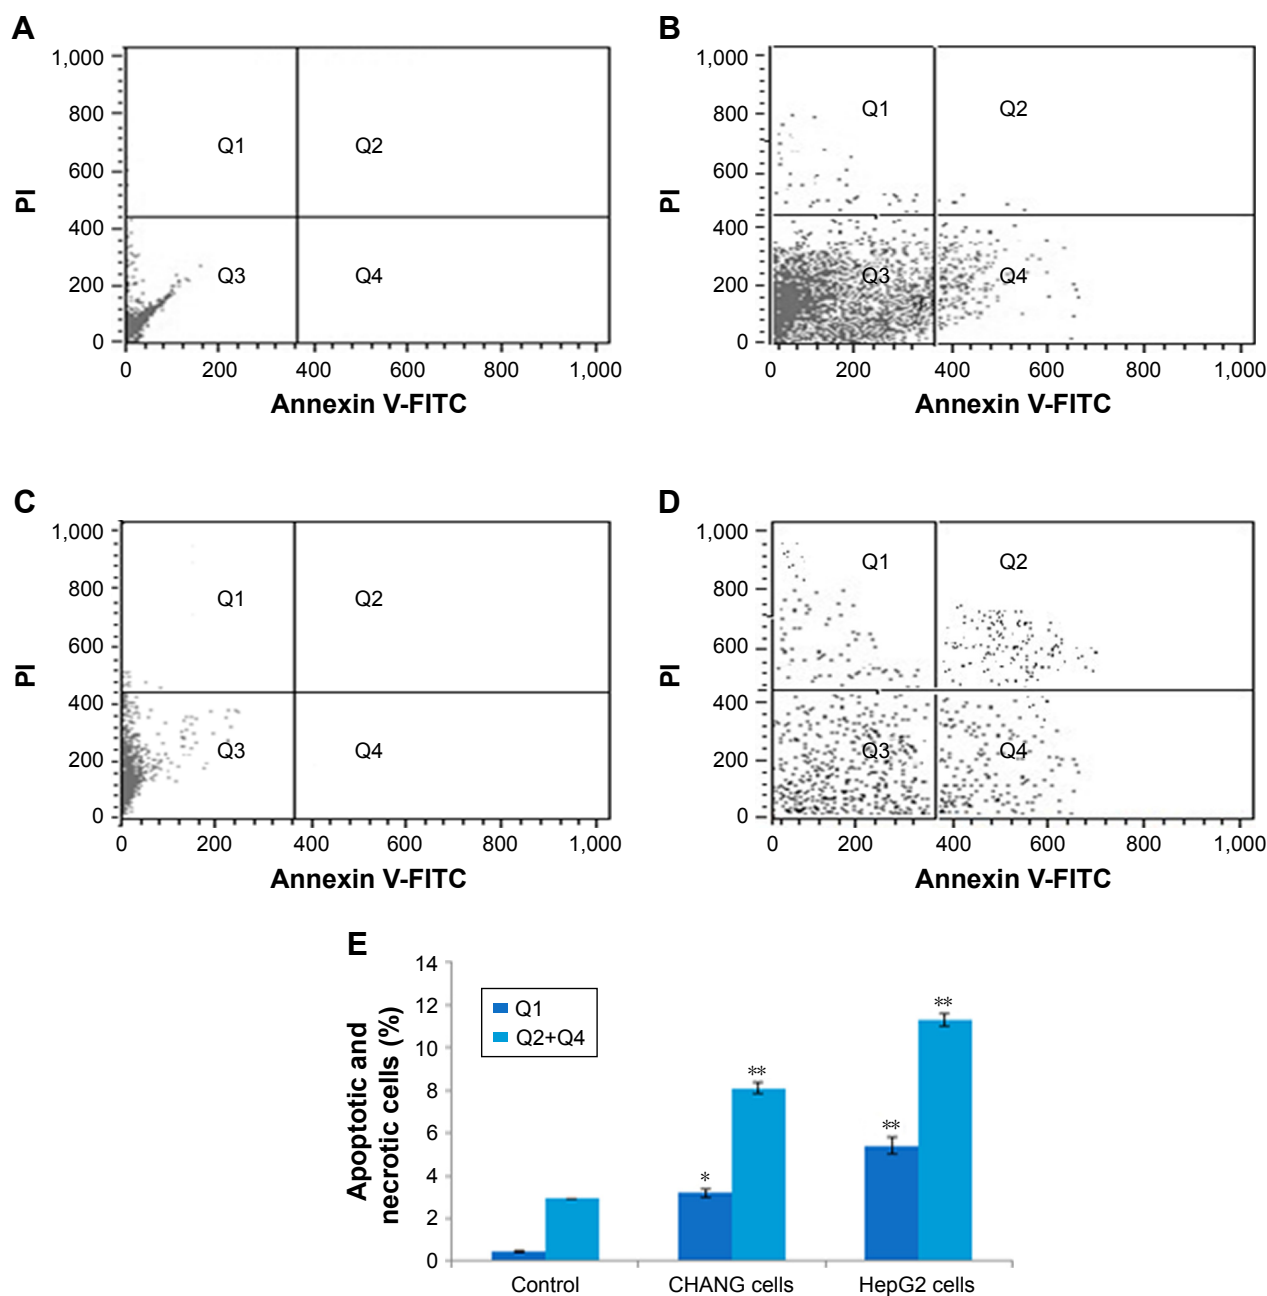 A
1,000
800
600
400
200
0
PI
Q1
Q2
Q3
Q4
0
200
400
600
800
1,000
Annexin V-FITC
B
1,000
800
600
400
200
0
PI
Q1
Q2
Q3
Q4
0
200
400
600
800
1,000
Annexin V-FITC
C
1,000
800
600
400
200
0
PI
Q1
Q2
Q3
Q4
0
200
400
600
800
1,000
Annexin V-FITC
D
1,000
800
600
400
200
0
PI
Q1
Q2
Q3
Q4
0
200
400
600
800
1,000
Annexin V-FITC
E
Apoptotic and
necrotic cells (%)
14
12
10
8
6
4
2
0
Q1
Q2+Q4
*
**
**
**
Control
CHANG cells
HepG2 cells